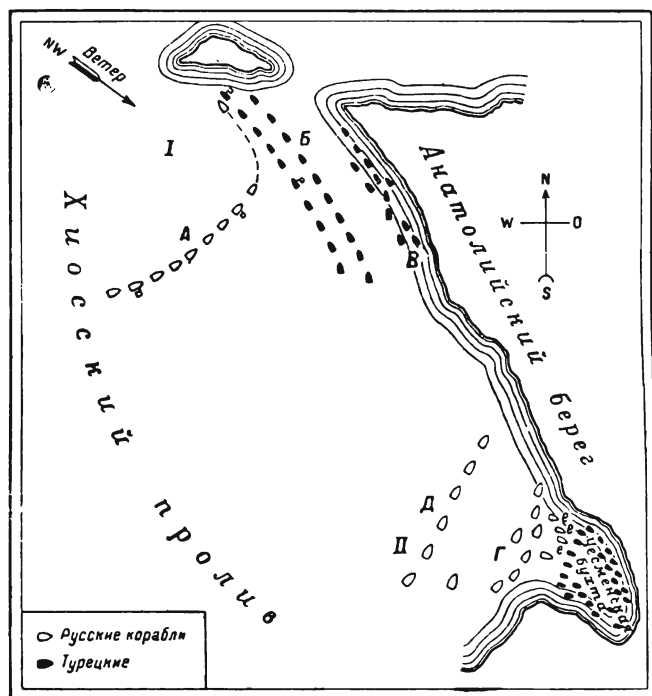 NW Ветер
I
Б
А
В
Хиосский пролив
Анатолийский берег
N
W
O
S
Д
II
Г
Чесменская бухта
Русские корабли
Турецкие